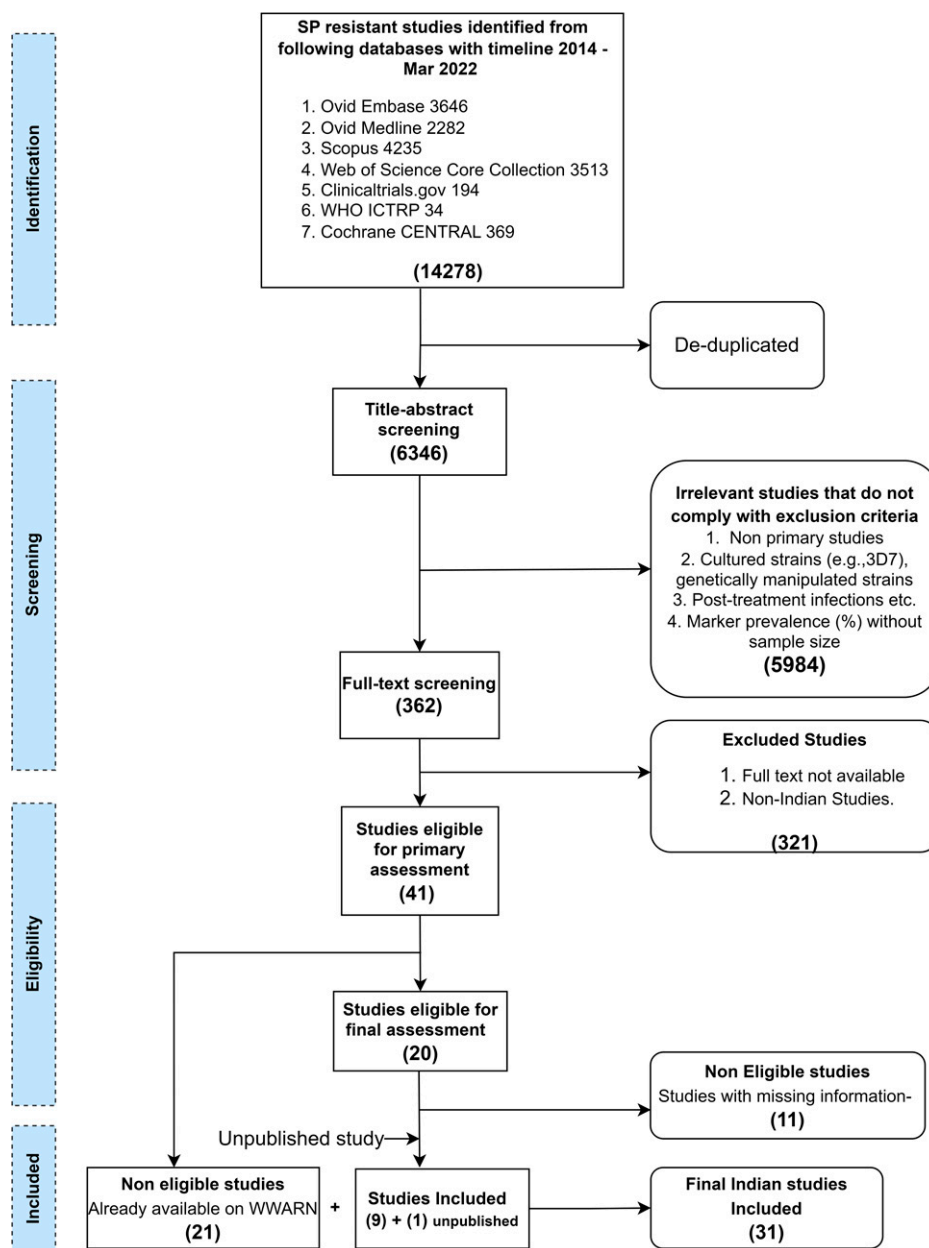 Identification
SP resistant studies identified from
following databases with timeline 2014 -
Mar 2022
1. Ovid Embase 3646
2. Ovid Medline 2282
3. Scopus 4235
4. Web of Science Core Collection 3513
5. Clinicaltrials.gov 194
6. WHO ICTRP 34
7. Cochrane CENTRAL 369
(14278)
De-duplicated
Screening
Title-abstract
screening
(6346)
Irrelevant studies that do not
comply with exclusion criteria
1. Non primary studies
2. Cultured strains (e.g.,3D7),
genetically manipulated strains
3. Post-treatment infections etc.
4. Marker prevalence (%) without
sample size
(5984)
Full-text screening
(362)
Excluded Studies
1. Full text not available
2. Non-Indian Studies.
(321)
Eligibility
Studies eligible
for primary
assessment
(41)
Studies eligible for
final assessment
(20)
Non Eligible studies
Studies with missing information-
(11)
Included
Unpublished study
Non eligible studies
Already available on WWARN
(21)
+
Studies Included
(9) + (1) unpublished
Final Indian studies
Included
(31)